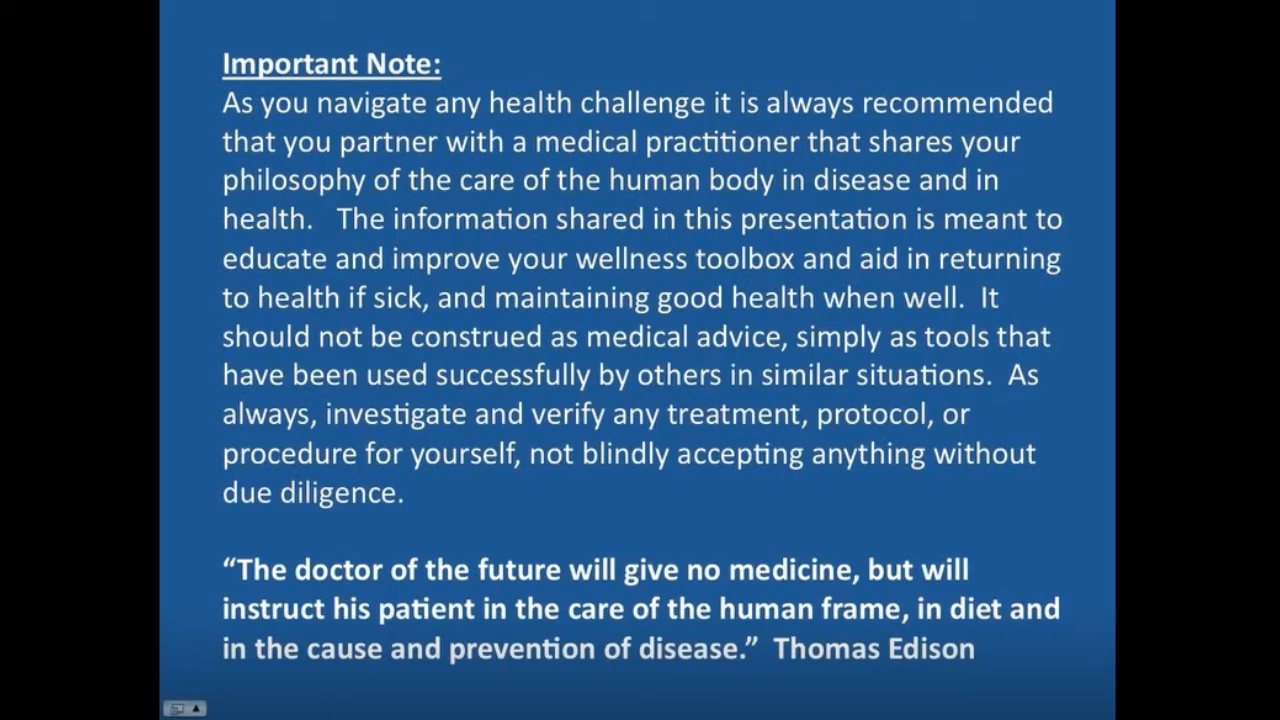 Important Note:
As you navigate any health challenge it is always recommended
that you partner with a medical practitioner that shares your
philosophy of the care of the human body in disease and in
health.   The information shared in this presentation is meant to
educate and improve your wellness toolbox and aid in returning
to health if sick, and maintaining good health when well.  It
should not be construed as medical advice, simply as tools that
have been used successfully by others in similar situations.  As
always, investigate and verify any treatment, protocol, or
procedure for yourself, not blindly accepting anything without
due diligence.
“The doctor of the future will give no medicine, but will
instruct his patient in the care of the human frame, in diet and
in the cause and prevention of disease.”  Thomas Edison